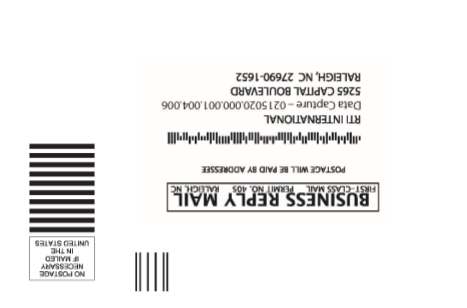 NO POSTAGE
NECESSARY
IF MAILED
IN THE
UNITED STATES
BUSINESS REPLY MAIL
FIRST-CLASS MAIL PERMIT NO. 405 RALEIGH, NC
POSTAGE WILL BE PAID BY ADDRESSEE
RTI INTERNATIONAL
Data Capture – 0215020.000.001.004.006
5265 CAPITAL BOULEVARD
RALEIGH, NC 27690-1652